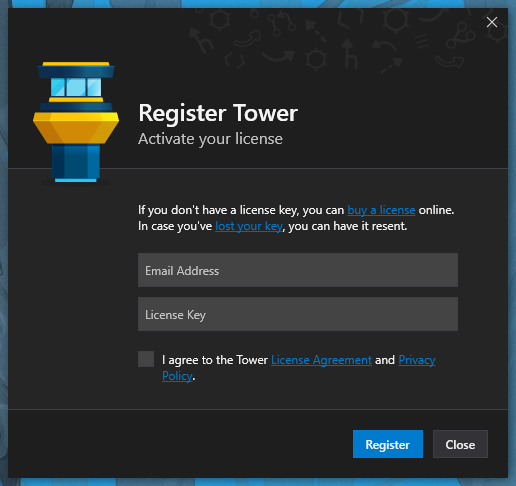 Register Tower
Activate your license
If you don't have a license key, you can buy a license online.
In case you've lost your key, you can have it resent.
Email Address
License Key
I agree to the Tower License Agreement and Privacy
Policy.
Register
Close